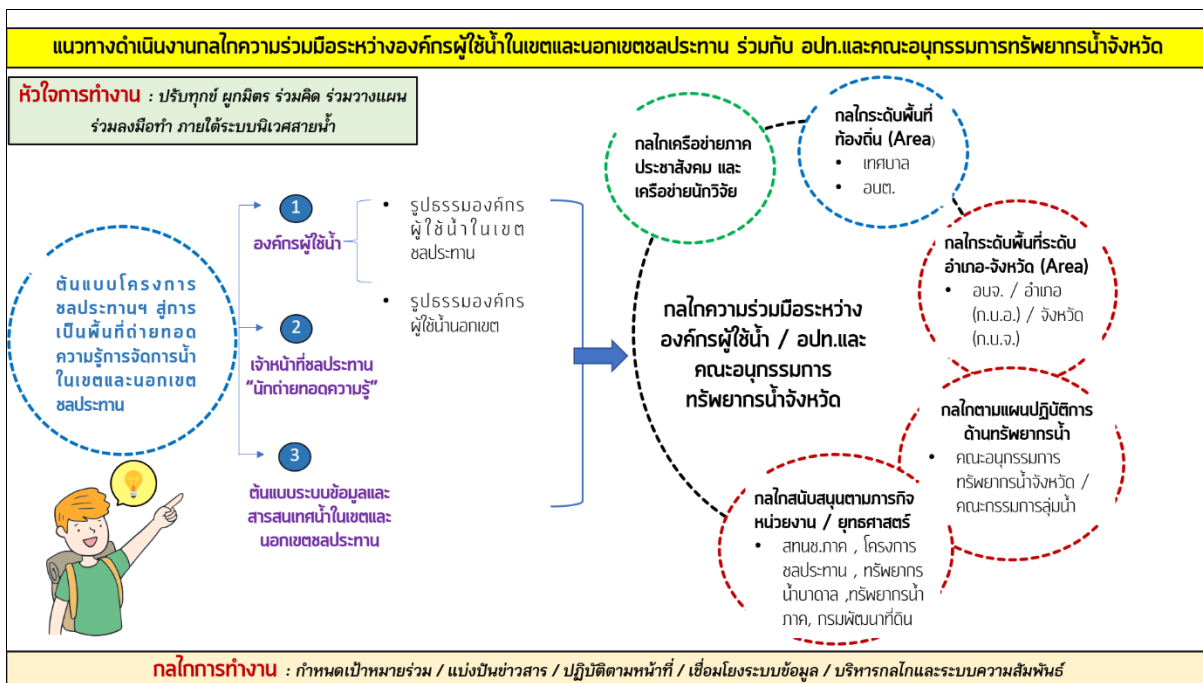 แนวทางดำเนินงานกลไกความร่วมมือระหว่างองค์กรผู้ใช้น้ำในเขตและนอกเขตชลประทาน ร่วมกับ อปท.และคณะอนุกรรมการทรัพยากรน้ำจังหวัด
หัวใจการทำงาน : ปรับทุกข์ ผูกมิตร ร่วมคิด ร่วมวางแผน
ร่วมลงมือทำ ภายใต้ระบบนิเวศสายน้ำ
ต้นแบบโครงการ
ชลประทานฯ สู่การ
เป็นพื้นที่ถ่ายทอด
ความรู้การจัดการน้ำ
ในเขตและนอกเขต
ชลประทาน
1
องค์กรผู้ใช้น้ำ
• รูปธรรมองค์กร
ผู้ใช้น้ำในเขต
ชลประทาน
• รูปธรรมองค์กร
ผู้ใช้น้ำนอกเขต
2
เจ้าหน้าที่ชลประทาน
“นักถ่ายทอดความรู้”
3
ต้นแบบระบบข้อมูลและ
สารสนเทศน้ำในเขตและ
นอกเขตชลประทาน
กลไกความร่วมมือระหว่าง
องค์กรผู้ใช้น้ำ / อปท.และ
คณะอนุกรรมการ
ทรัพยากรน้ำจังหวัด
กลไกเครือข่ายภาค
ประชาสังคม และ
เครือข่ายนักวิจัย
กลไกระดับพื้นที่
ท้องถิ่น (Area)
• เทศบาล
• อบต.
กลไกระดับพื้นที่ระดับ
อำเภอ-จังหวัด (Area)
• อบจ. / อำเภอ
(ก.บ.อ.) / จังหวัด
(ก.บ.จ.)
กลไกตามแผนปฏิบัติการ
ด้านทรัพยากรน้ำ
• คณะอนุกรรมการ
ทรัพยากรน้ำจังหวัด /
คณะกรรมการลุ่มน้ำ
กลไกสนับสนุนตามภารกิจ
หน่วยงาน / ยุทธศาสตร์
• สทนช.ภาค , โครงการ
ชลประทาน , ทรัพยากร
น้ำบาดาล ,ทรัพยากรน้ำ
ภาค, กรมพัฒนาที่ดิน
กลไกการทำงาน : กำหนดเป้าหมายร่วม / แบ่งปันข่าวสาร / ปฏิบัติตามหน้าที่ / เชื่อมโยงระบบข้อมูล / บริหารกลไกและระบบความสัมพันธ์